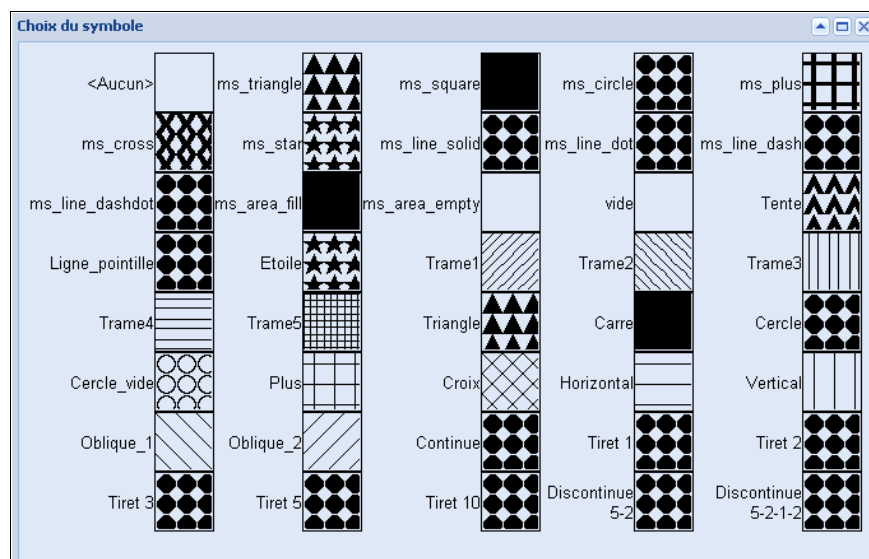 Choix du symbole
<Aucun> ms_triangle ms_square ms_circle ms_plus
ms_cross ms_star ms_line_solid ms_line_dot ms_line_dash
ms_line_dashdot ms_area_fill ms_area_empty vide Tente
Ligne_pointille Etoile Trame1 Trame2 Trame3
Trame4 Trame5 Triangle Carre Cercle
Cercle_vide Plus Croix Horizontal Vertical
Oblique_1 Oblique_2 Continue Tiret 1 Tiret 2
Tiret 3 Tiret 5 Tiret 10 Discontinue 5-2 Discontinue 5-2-1-2